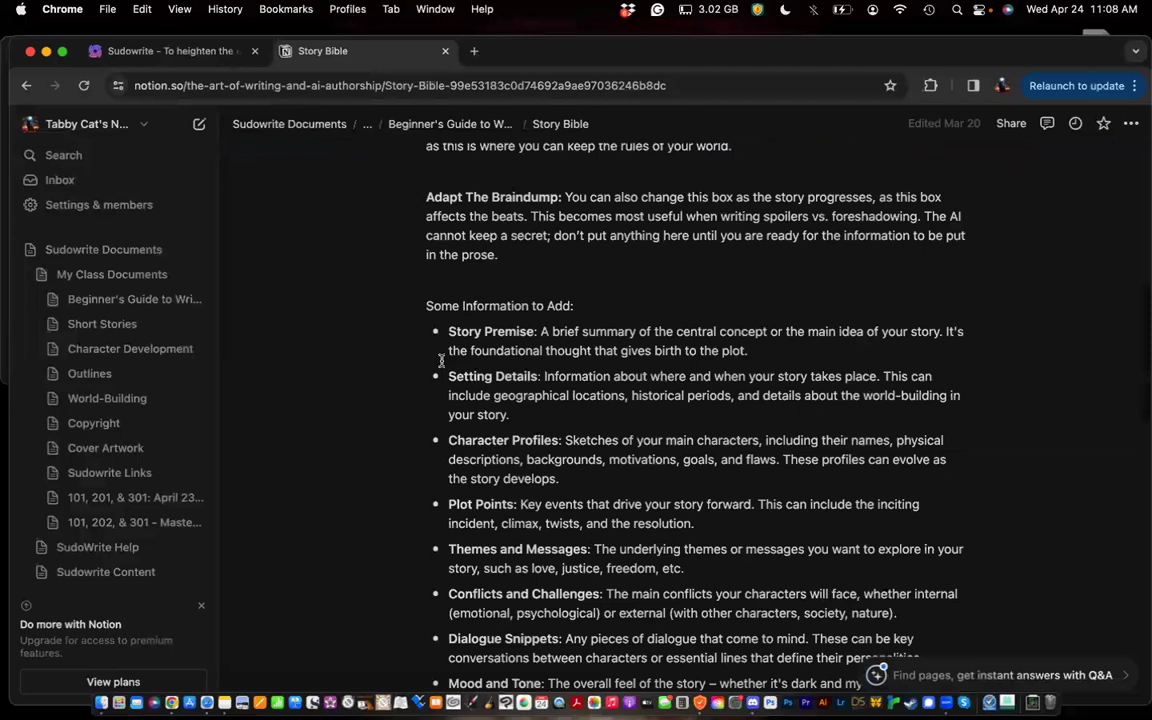 Chrome File Edit View History Bookmarks Profiles Tab Window Help 3.02 GB Wed Apr 24 11:08 AM
Sudowrite - To heighten the
Story Bible
notion.so/the-art-of-writing-and-ai-authorship/Story-Bible-99e53183c0d74692a9ae97036246b8dc
Relaunch to update
Tabby Cat's N...
Sudowrite Documents / ... / Beginner's Guide to W... / Story Bible
Edited Mar 20 Share
Search
Inbox
Settings & members
Sudowrite Documents
My Class Documents
Beginner's Guide to Wri...
Short Stories
Character Development
Outlines
World-Building
Copyright
Cover Artwork
Sudowrite Links
101, 201, & 301: April 23...
101, 202, & 301 - Maste...
SudoWrite Help
Sudowrite Content
Do more with Notion
Upgrade for access to premium
features.
View plans
as this is where you can keep the rules of your world.
Adapt The Braindump: You can also change this box as the story progresses, as this box
affects the beats. This becomes most useful when writing spoilers vs. foreshadowing. The AI
cannot keep a secret; don't put anything here until you are ready for the information to be put
in the prose.
Some Information to Add:
• Story Premise: A brief summary of the central concept or the main idea of your story. It's
the foundational thought that gives birth to the plot.
• Setting Details: Information about where and when your story takes place. This can
include geographical locations, historical periods, and details about the world-building in
your story.
• Character Profiles: Sketches of your main characters, including their names, physical
descriptions, backgrounds, motivations, goals, and flaws. These profiles can evolve as
the story develops.
• Plot Points: Key events that drive your story forward. This can include the inciting
incident, climax, twists, and the resolution.
• Themes and Messages: The underlying themes or messages you want to explore in your
story, such as love, justice, freedom, etc.
• Conflicts and Challenges: The main conflicts your characters will face, whether internal
(emotional, psychological) or external (with other characters, society, nature).
• Dialogue Snippets: Any pieces of dialogue that come to mind. These can be key
conversations between characters or essential lines that define their
• Mood and Tone: The overall feel of the story – whether it's dark and
Find pages, get instant answers with Q&A